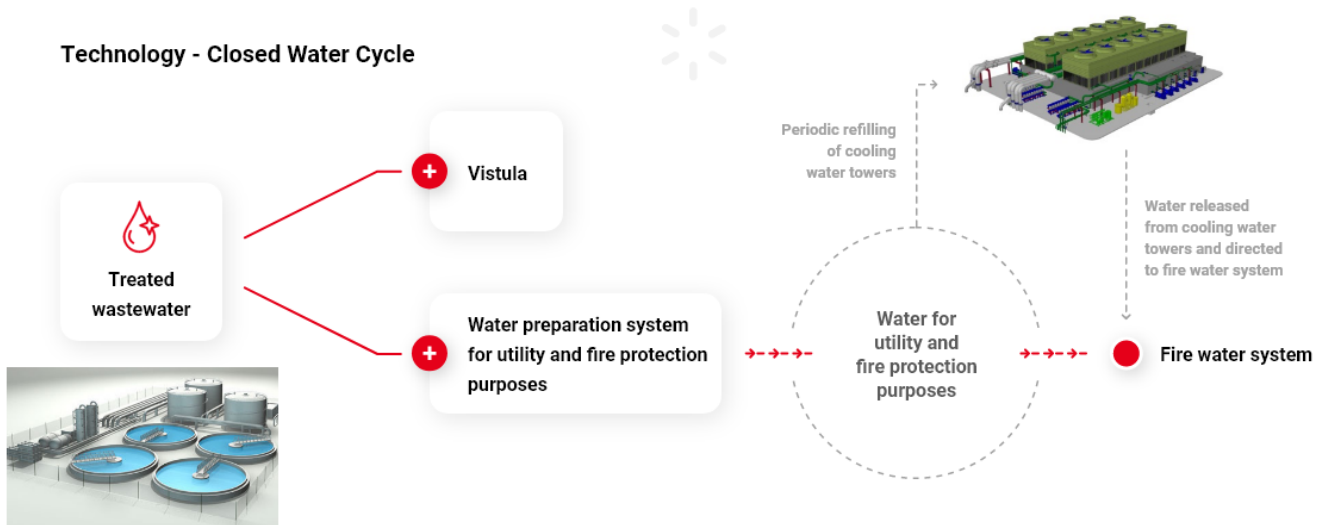 Technology - Closed Water Cycle
Treated
wastewater
Vistula
Water preparation system
for utility and fire protection
purposes
Periodic refilling
of cooling
water towers
Water for
utility and
fire protection
purposes
Water released
from cooling water
towers and directed
to fire water system
Fire water system